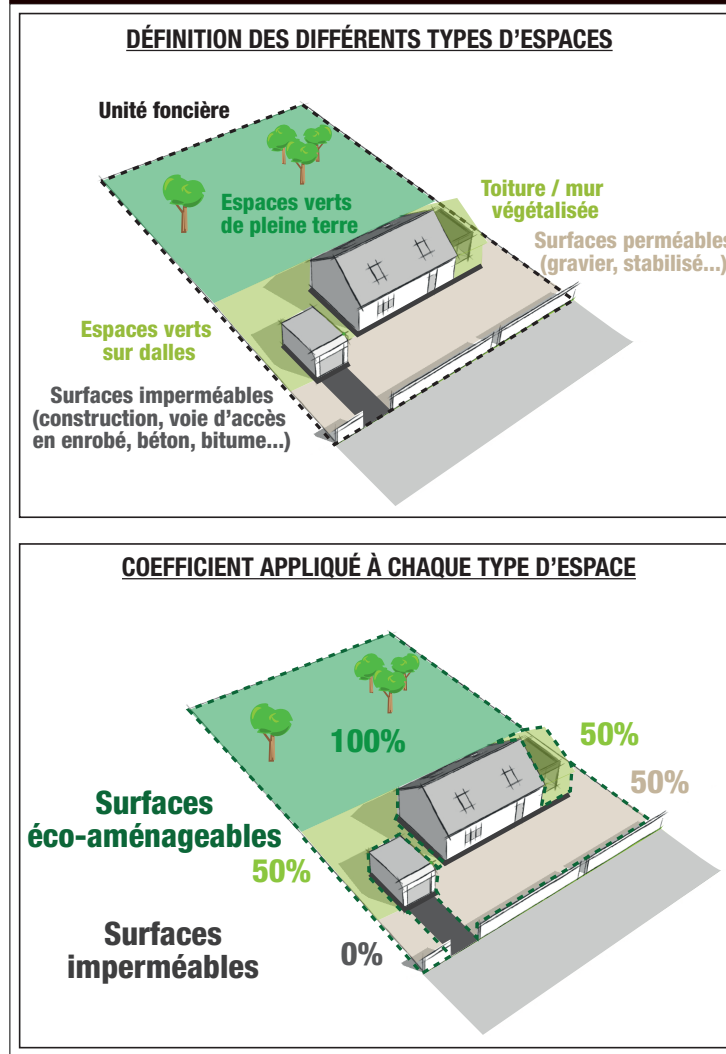 DÉFINITION DES DIFFÉRENTS TYPES D'ESPACES
Unité foncière
Espaces verts
de pleine terre
Toiture / mur
végétalisée
Surfaces perméables
(gravier, stabilisé...)
Espaces verts
sur dalles
Surfaces imperméables
(construction, voie d'accès
en enrobé, béton, bitume...)
COEFFICIENT APPLIQUÉ À CHAQUE TYPE D'ESPACE
100%
50%
50%
Surfaces
éco-aménageables
50%
Surfaces
imperméables
0%